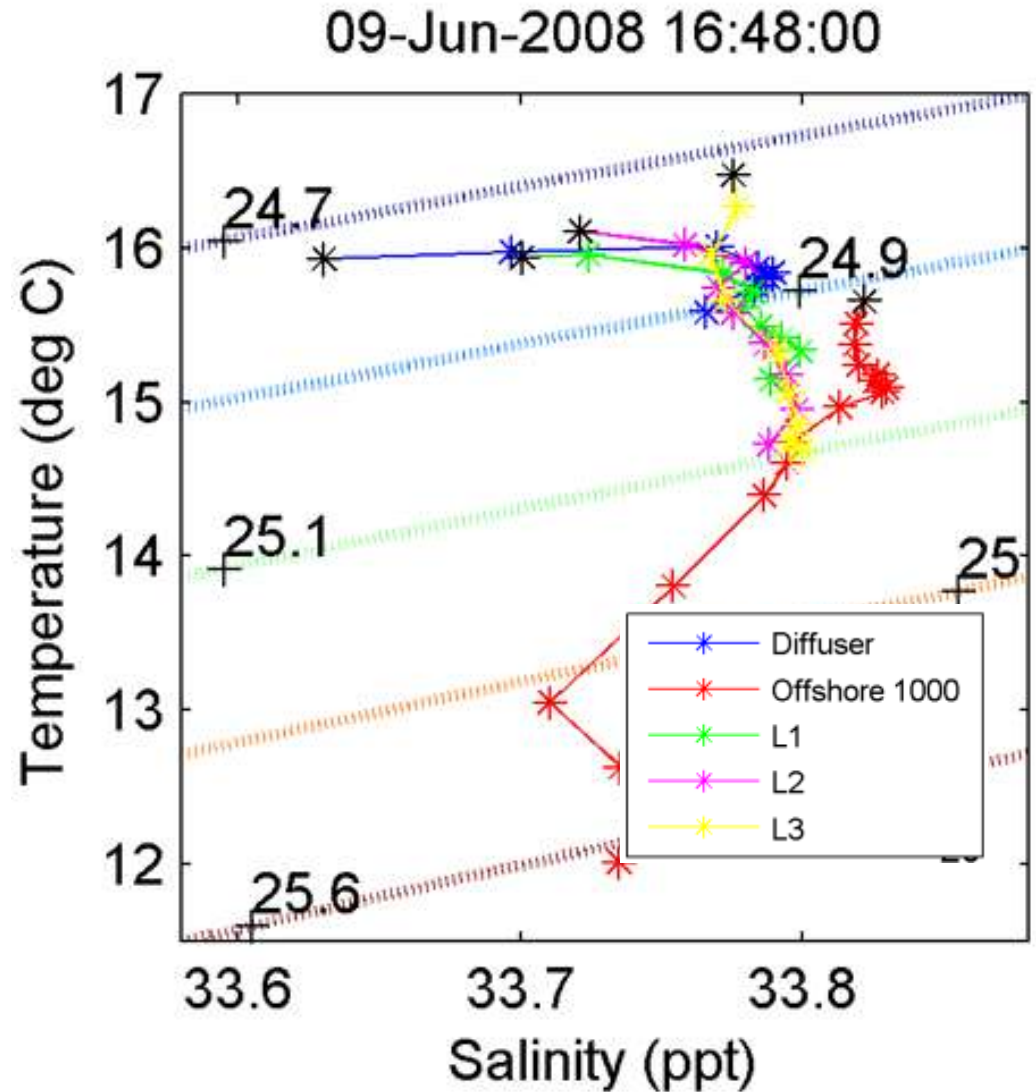 09-Jun-2008 16:48:00
Temperature (deg C)
17
16
15
14
13
12
24.7
24.9
25.1
25
25.6
Diffuser
Offshore 1000
L1
L2
L3
33.6
33.7
33.8
Salinity (ppt)